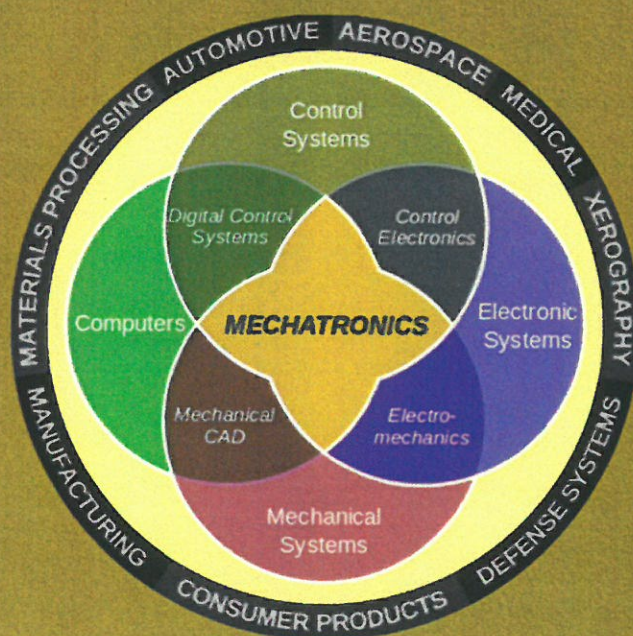 MATERIALS PROCESSING
AUTOMOTIVE
AEROSPACE
MEDICAL
XEROGRAPHY
DEFENSE SYSTEMS
CONSUMER PRODUCTS
MANUFACTURING
Control
Systems
Digital Control
Systems
Control
Electronics
Computers
MECHATRONICS
Electronic
Systems
Mechanical
CAD
Electro-
mechanics
Mechanical
Systems